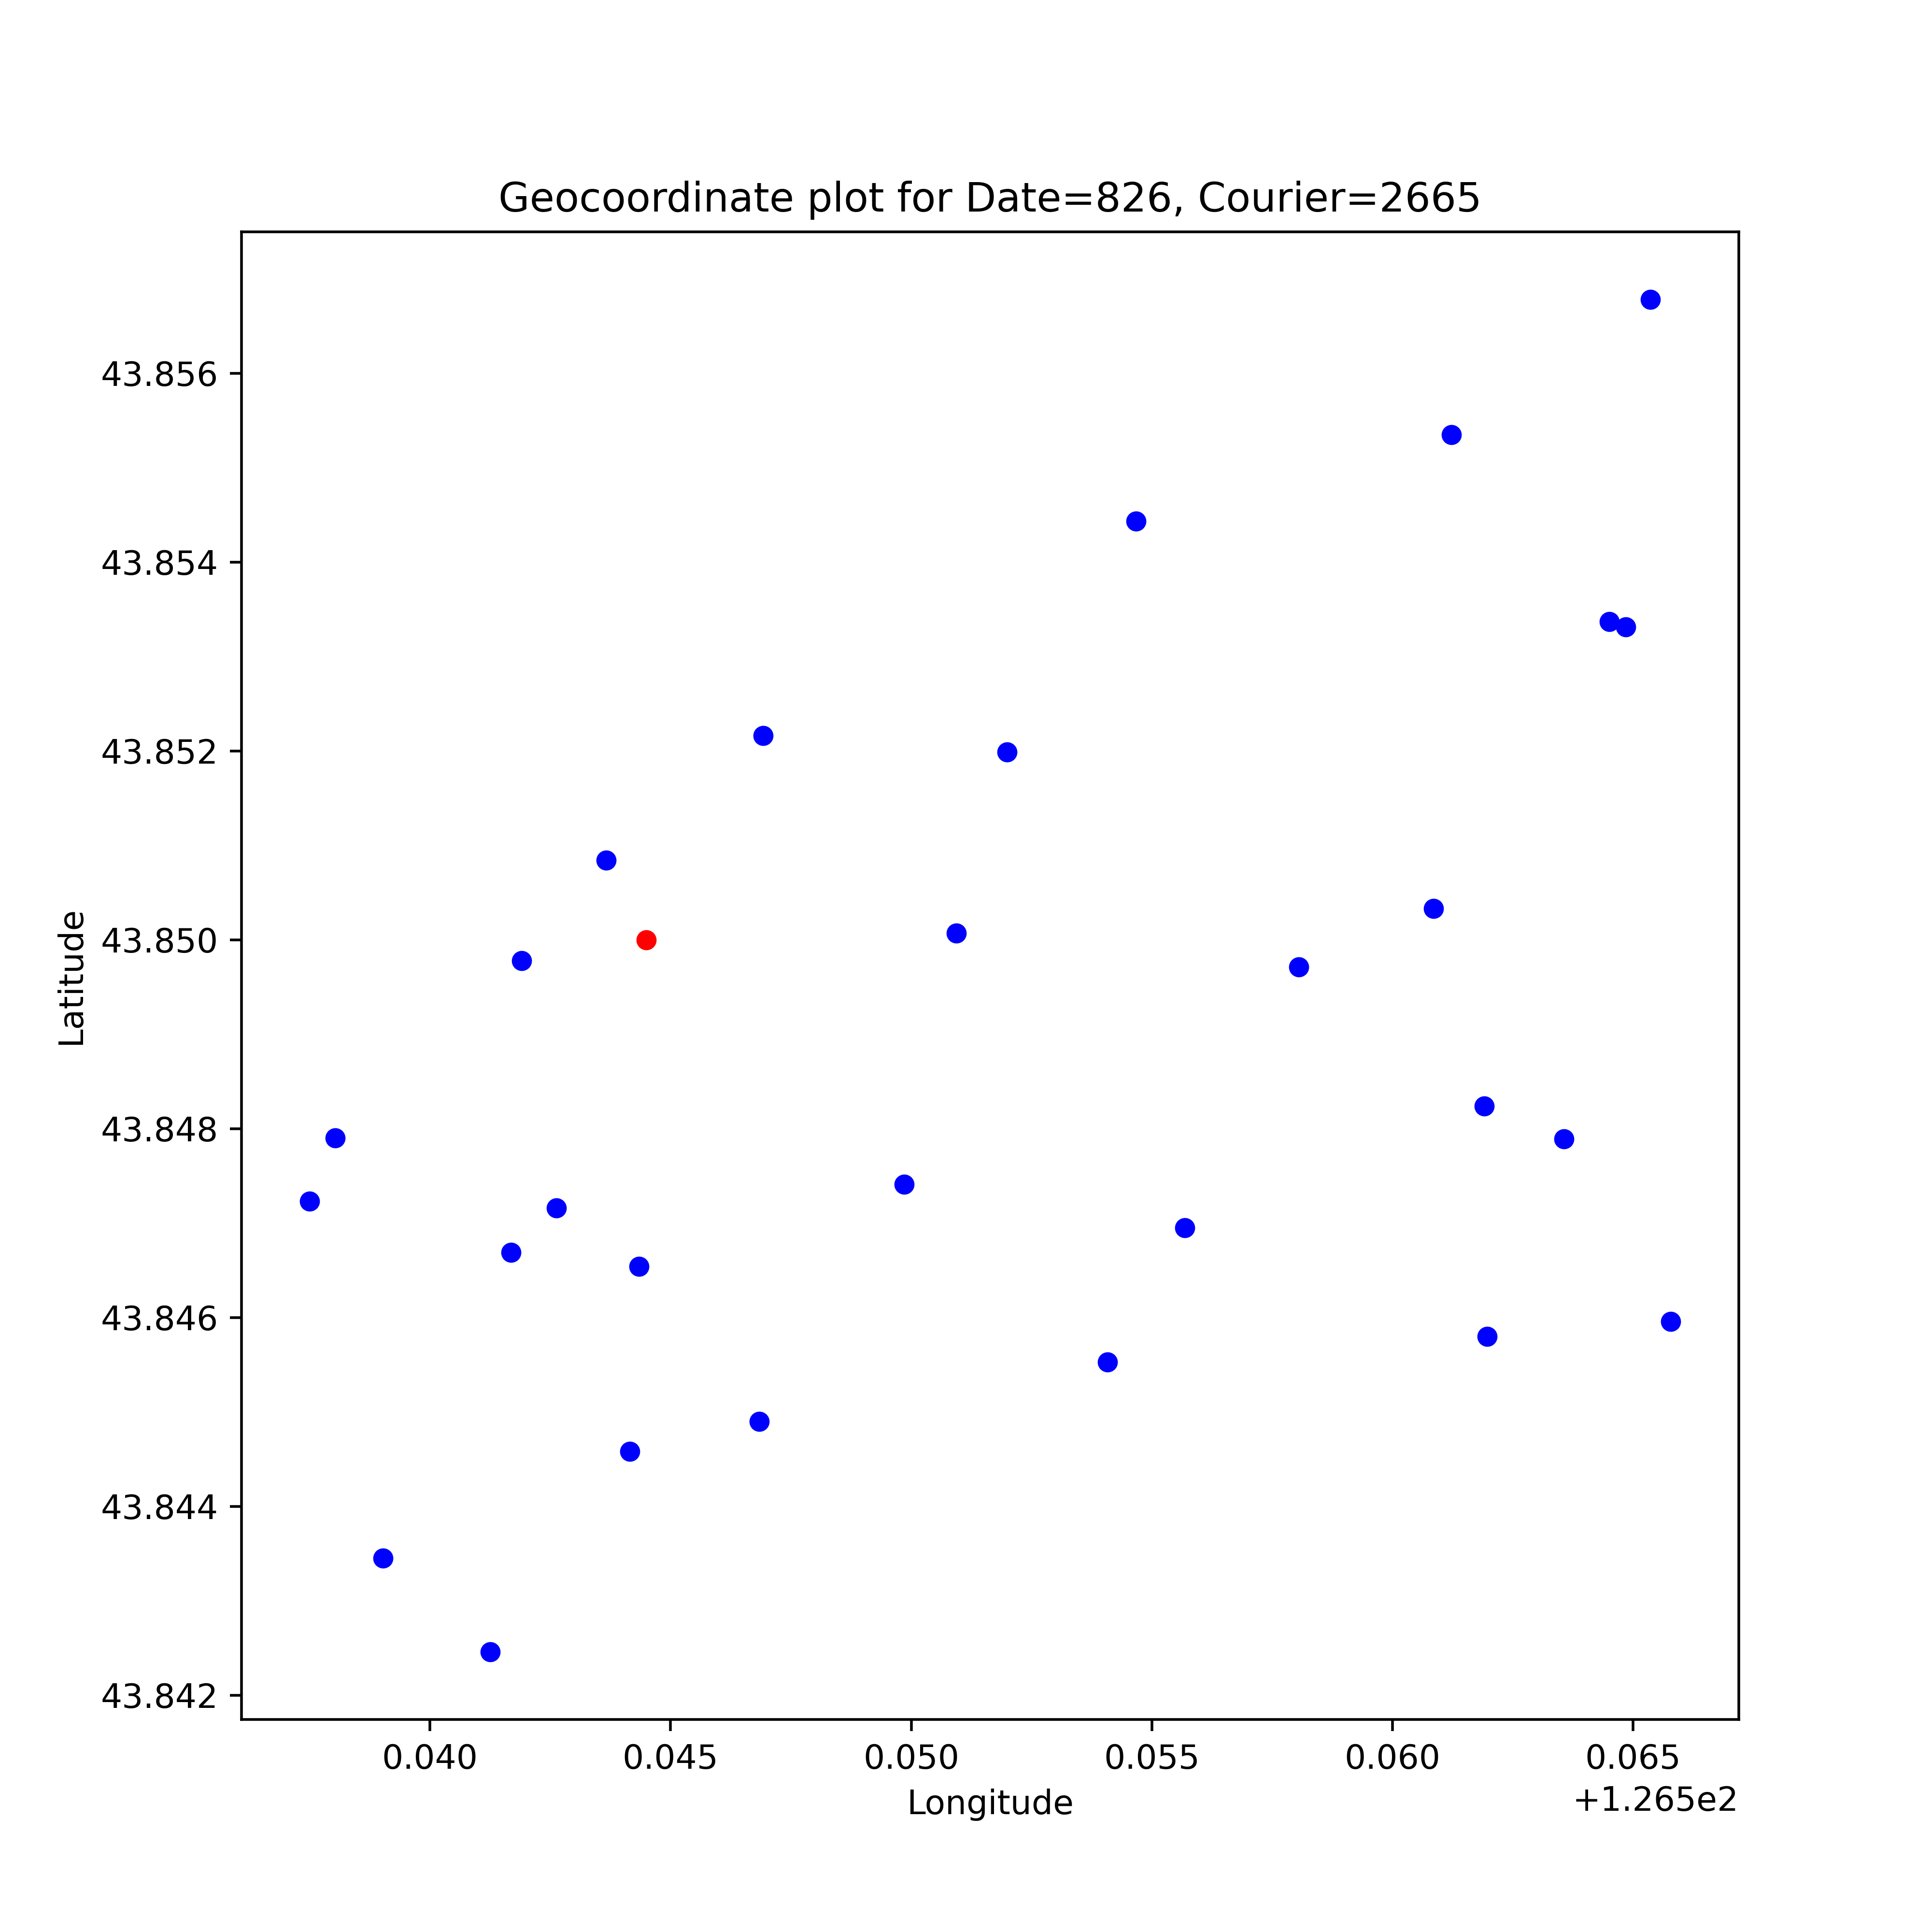 Geocoordinate plot for Date=826, Courier=2665
43.856
43.854
43.852
43.850
43.848
43.846
43.844
43.842
Latitude
0.040 0.045 0.050 0.055 0.060 0.065
+1.265e2
Longitude